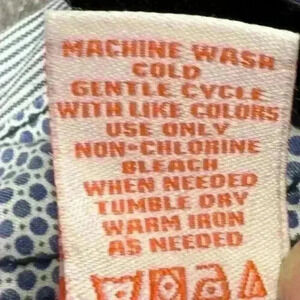 MACHINE WASH
COLD
GENTLE CYCLE
WITH LIKE COLORS
USE ONLY
NON-CHLORINE
BLEACH
WHEN NEEDED
TUMBLE DRY
WARM IRON
AS NEEDED